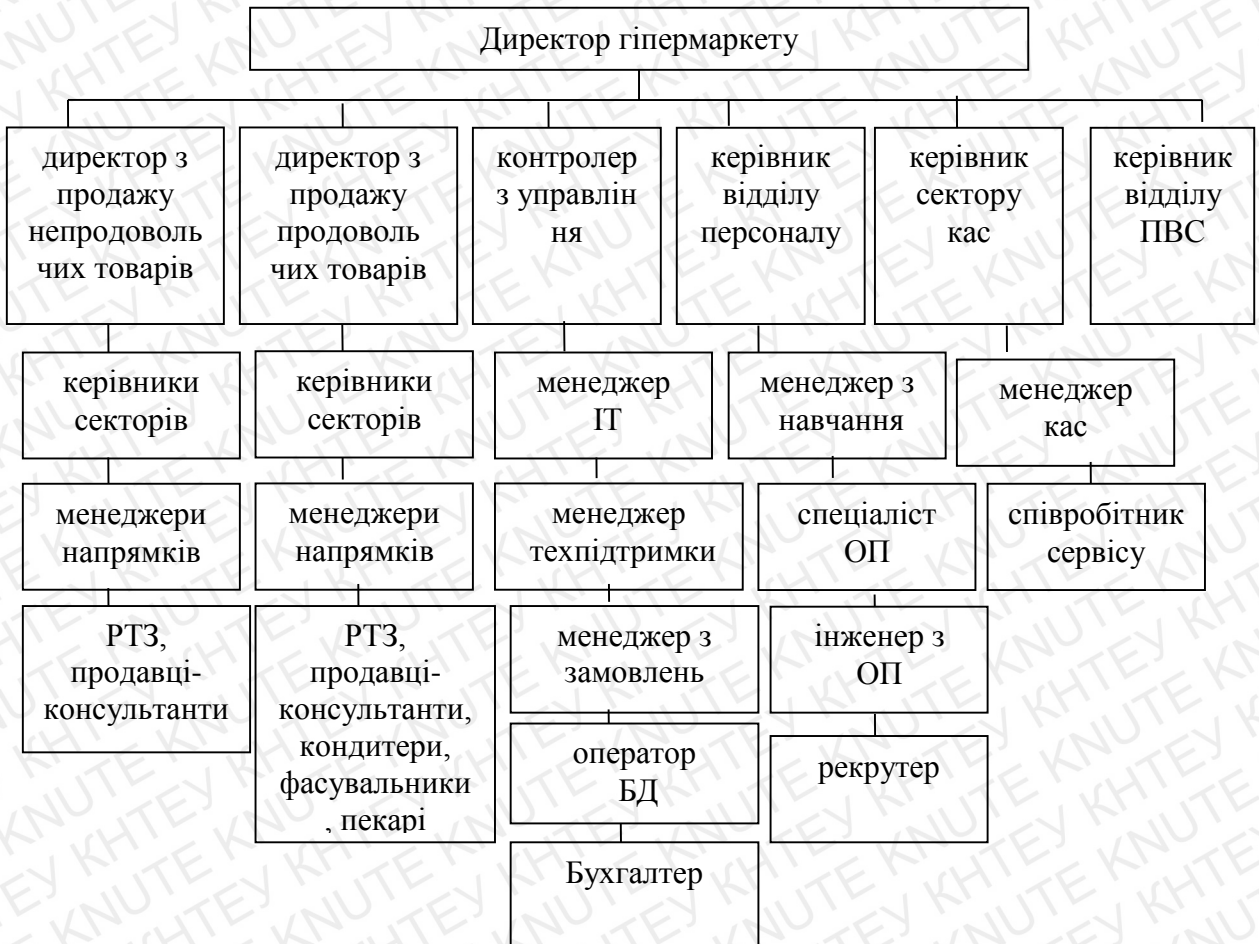 Директор гіпермаркету
директор з
продажу
непродоволь
чих товарів
директор з
продажу
продоволь
чих товарів
контролер
з управлін
ня
керівник
відділу
персоналу
керівник
сектору
кас
керівник
відділу
ПВС
керівники
секторів
керівники
секторів
менеджер
ІТ
менеджер з
навчання
менеджер
кас
менеджери
напрямків
менеджери
напрямків
менеджер
техпідтримки
спеціаліст
ОП
співробітник
сервісу
РТЗ,
продавці-
консультанти
РТЗ,
продавці-
консультанти,
кондитери,
фасувальники
, пекарі
менеджер з
замовлень
інженер з
ОП
оператор
БД
рекрутер
Бухгалтер